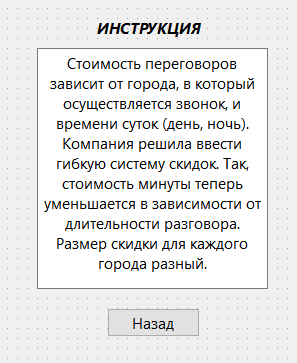 ИНСТРУКЦИЯ
Стоимость переговоров
зависит от города, в который
осуществляется звонок, и
времени суток (день, ночь).
Компания решила ввести
гибкую систему скидок. Так,
стоимость минуты теперь
уменьшается в зависимости от
длительности разговора.
Размер скидки для каждого
города разный.
Назад